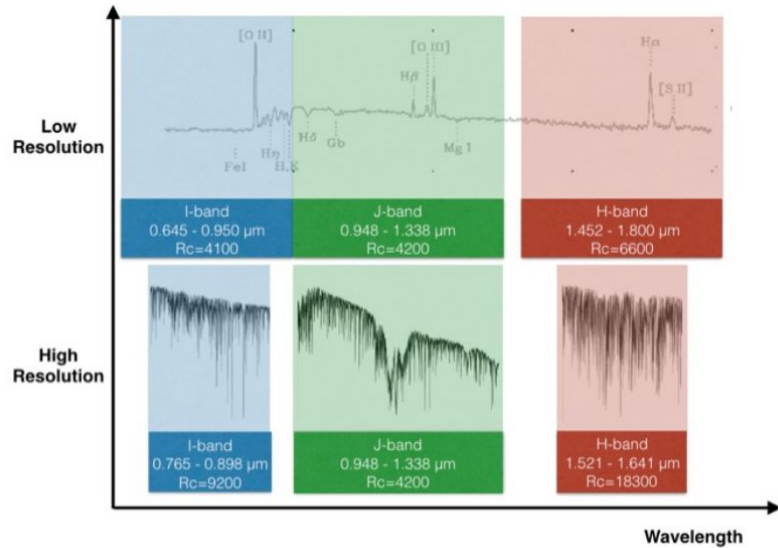 Low
Resolution
[O II]
FeI
Hη
H,K
Hδ
Gb
Hβ
[O III]
Mg I
Hα
[S II]
I-band
0.645 - 0.950 μm
Rc=4100
J-band
0.948 - 1.338 μm
Rc=4200
H-band
1.452 - 1.800 μm
Rc=6600
High
Resolution
I-band
0.765 - 0.898 μm
Rc=9200
J-band
0.948 - 1.338 μm
Rc=4200
H-band
1.521 - 1.641 μm
Rc=18300
Wavelength